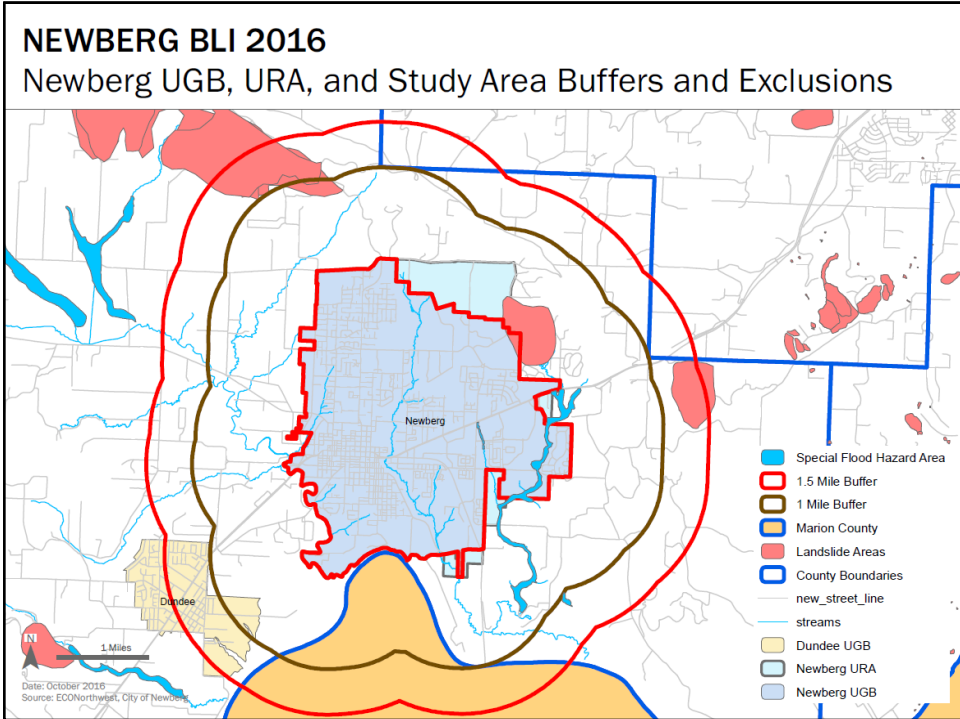 NEWBERG BLI 2016
Newberg UGB, URA, and Study Area Buffers and Exclusions
Newberg
Dundee
Special Flood Hazard Area
1.5 Mile Buffer
1 Mile Buffer
Marion County
Landslide Areas
County Boundaries
new_street_line
streams
Dundee UGB
Newberg URA
Newberg UGB
N
1 Miles
Date: October 2016
Source: ECONorthwest, City of Newberg